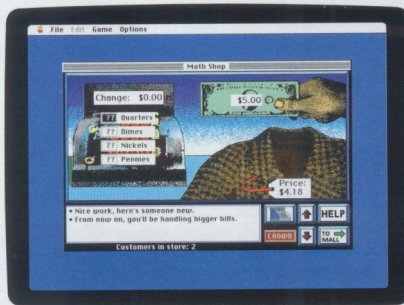 File Edit Game Options
Math Shop
Change: $0.00
$5.00
?? Quarters
?? Dimes
?? Nickels
?? Pennies
Price:
$4.18
• Nice work, here's someone new.
• From now on, you'll be handling bigger bills.
HELP
CROWD
TO
MALL
Customers in store: 2